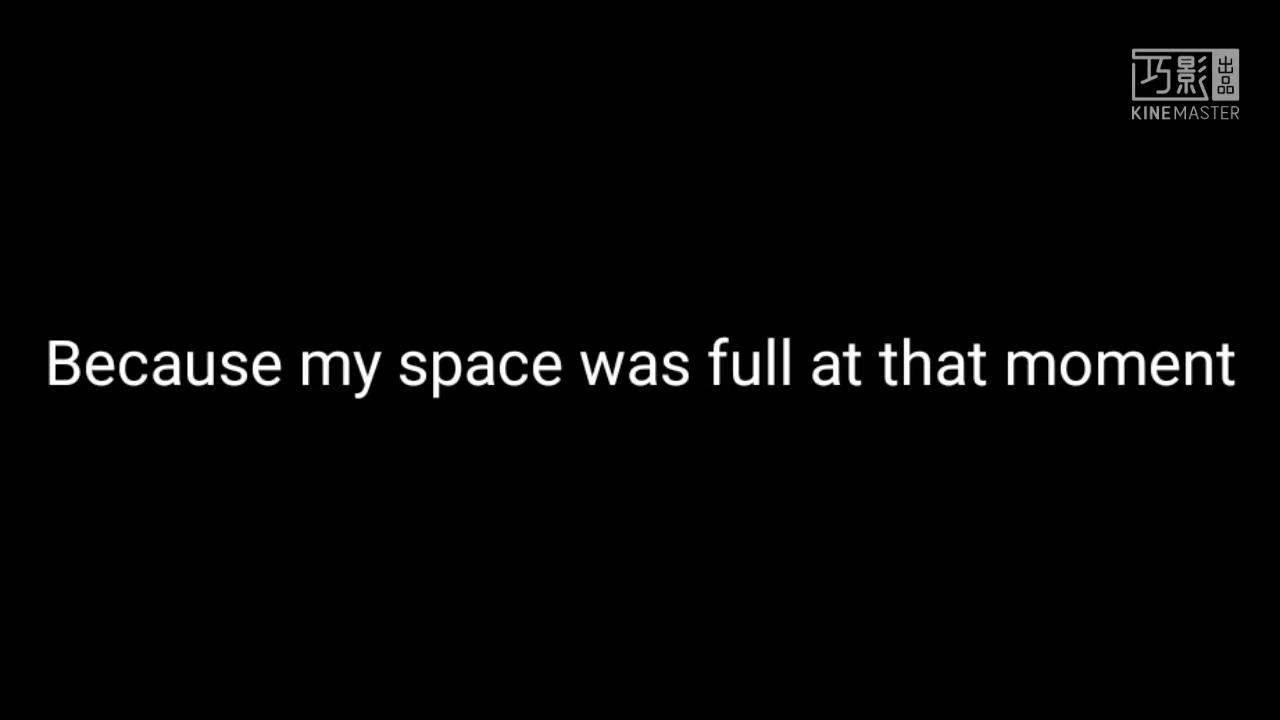 巧影出品
KINEMASTER
Because my space was full at that moment